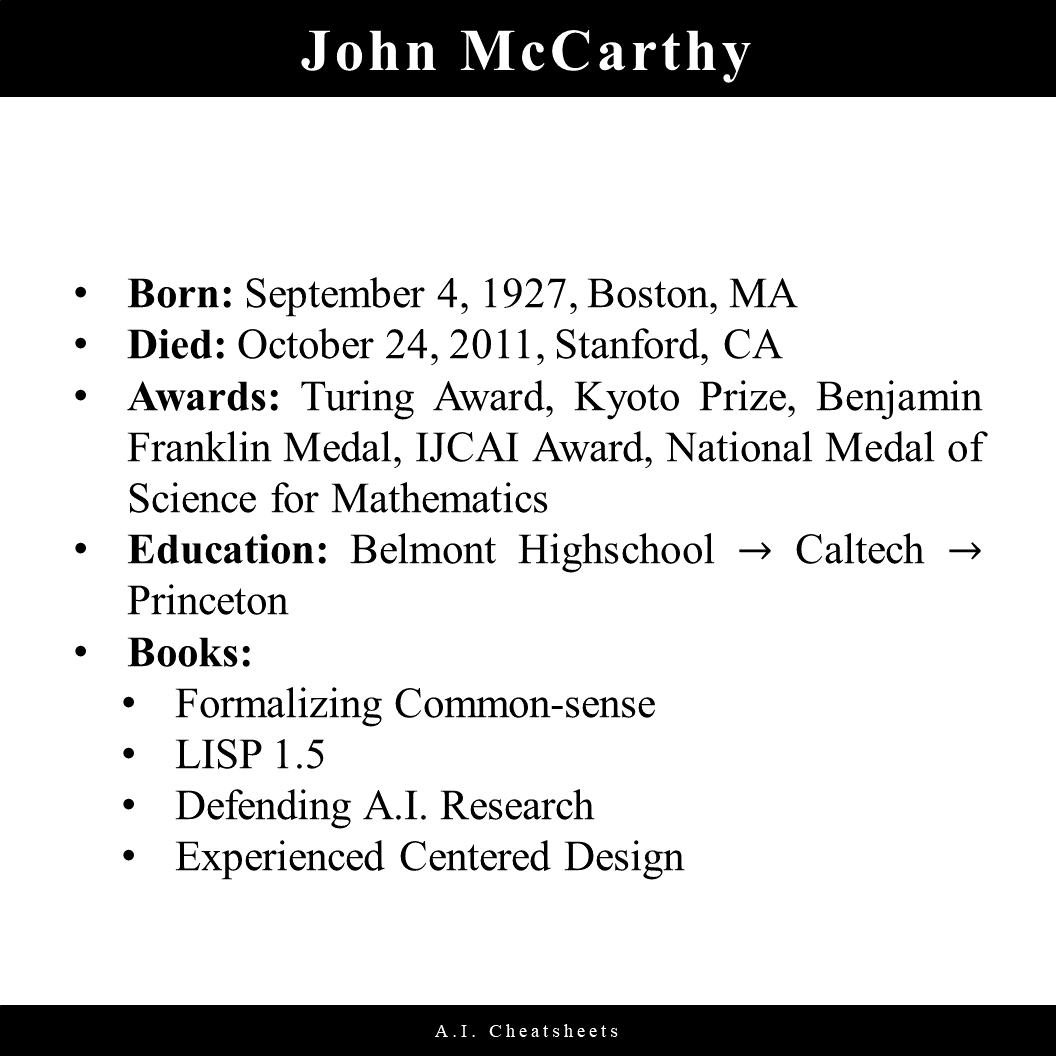 John McCarthy
• Born: September 4, 1927, Boston, MA
• Died: October 24, 2011, Stanford, CA
• Awards: Turing Award, Kyoto Prize, Benjamin
Franklin Medal, IJCAI Award, National Medal of
Science for Mathematics
• Education: Belmont Highschool → Caltech →
Princeton
• Books:
• Formalizing Common-sense
• LISP 1.5
• Defending A.I. Research
• Experienced Centered Design
A.I. Cheatsheets